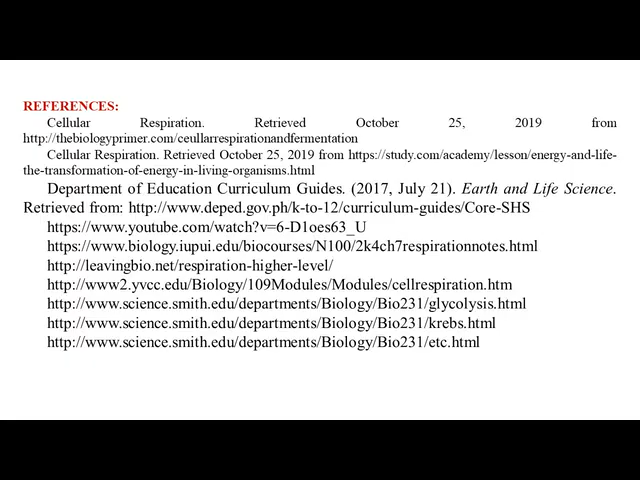 REFERENCES:
Cellular Respiration. Retrieved October 25, 2019 from
http://thebiologyprimer.com/ceullarrespirationandfermentation
Cellular Respiration. Retrieved October 25, 2019 from https://study.com/academy/lesson/energy-and-life-
the-transformation-of-energy-in-living-organisms.html
Department of Education Curriculum Guides. (2017, July 21). Earth and Life Science.
Retrieved from: http://www.deped.gov.ph/k-to-12/curriculum-guides/Core-SHS
https://www.youtube.com/watch?v=6-D1oes63_U
https://www.biology.iupui.edu/biocourses/N100/2k4ch7respirationnotes.html
http://leavingbio.net/respiration-higher-level/
http://www2.yvcc.edu/Biology/109Modules/Modules/cellrespiration.htm
http://www.science.smith.edu/departments/Biology/Bio231/glycolysis.html
http://www.science.smith.edu/departments/Biology/Bio231/krebs.html
http://www.science.smith.edu/departments/Biology/Bio231/etc.html